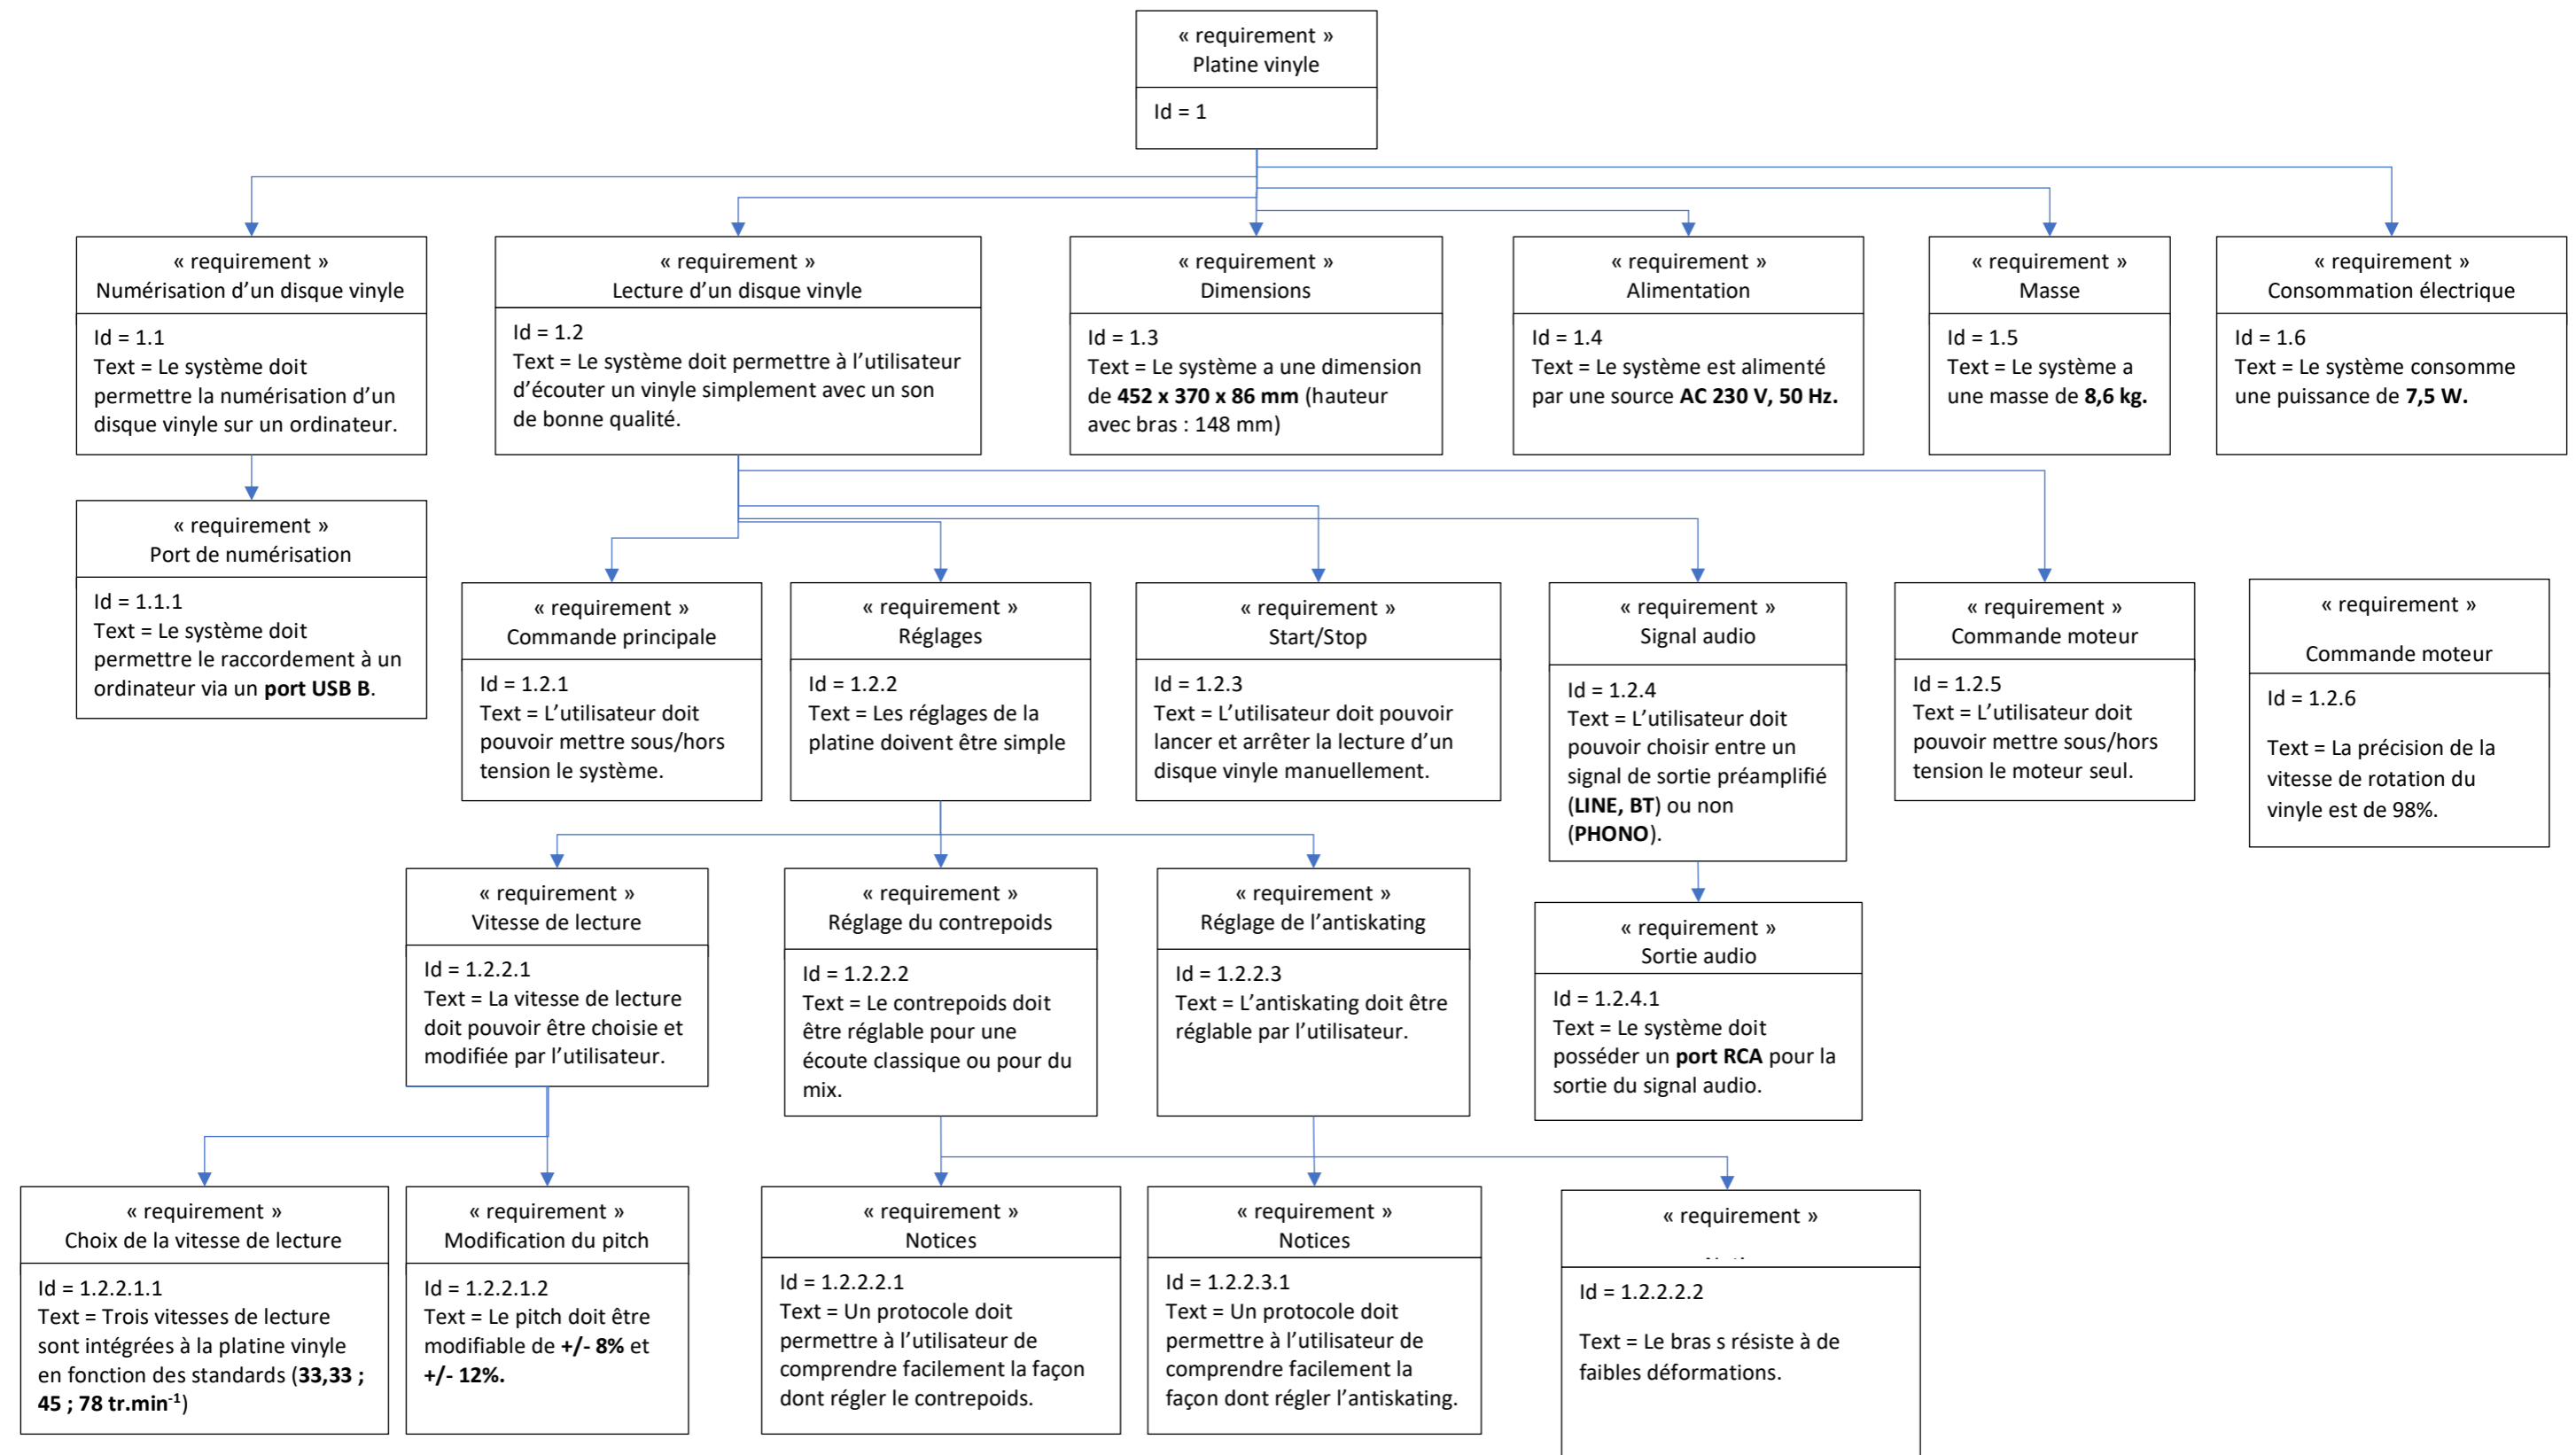 « requirement »
Platine vinyle
Id = 1
« requirement »
Numérisation d’un disque vinyle
Id = 1.1
Text = Le système doit
permettre la numérisation d’un
disque vinyle sur un ordinateur.
« requirement »
Lecture d’un disque vinyle
Id = 1.2
Text = Le système doit permettre à l’utilisateur
d’écouter un vinyle simplement avec un son
de bonne qualité.
« requirement »
Dimensions
Id = 1.3
Text = Le système a une dimension
de 452 x 370 x 86 mm (hauteur
avec bras : 148 mm)
« requirement »
Alimentation
Id = 1.4
Text = Le système est alimenté
par une source AC 230 V, 50 Hz.
« requirement »
Masse
Id = 1.5
Text = Le système a
une masse de 8,6 kg.
« requirement »
Consommation électrique
Id = 1.6
Text = Le système consomme
une puissance de 7,5 W.
« requirement »
Port de numérisation
Id = 1.1.1
Text = Le système doit
permettre le raccordement à un
ordinateur via un port USB B.
« requirement »
Commande principale
Id = 1.2.1
Text = L’utilisateur doit
pouvoir mettre sous/hors
tension le système.
« requirement »
Réglages
Id = 1.2.2
Text = Les réglages de la
platine doivent être simple
« requirement »
Start/Stop
Id = 1.2.3
Text = L’utilisateur doit pouvoir
lancer et arrêter la lecture d’un
disque vinyle manuellement.
« requirement »
Signal audio
Id = 1.2.4
Text = L’utilisateur doit
pouvoir choisir entre un
signal de sortie préamplifié
(LINE, BT) ou non
(PHONO).
« requirement »
Commande moteur
Id = 1.2.5
Text = L’utilisateur doit
pouvoir mettre sous/hors
tension le moteur seul.
« requirement »
Commande moteur
Id = 1.2.6
Text = La précision de la
vitesse de rotation du
vinyle est de 98%.
« requirement »
Vitesse de lecture
Id = 1.2.2.1
Text = La vitesse de lecture
doit pouvoir être choisie et
modifiée par l’utilisateur.
« requirement »
Réglage du contrepoids
Id = 1.2.2.2
Text = Le contrepoids doit
être réglable pour une
écoute classique ou pour du
mix.
« requirement »
Réglage de l’antiskating
Id = 1.2.2.3
Text = L’antiskating doit être
réglable par l’utilisateur.
« requirement »
Sortie audio
Id = 1.2.4.1
Text = Le système doit
posséder un port RCA pour la
sortie du signal audio.
« requirement »
Choix de la vitesse de lecture
Id = 1.2.2.1.1
Text = Trois vitesses de lecture
sont intégrées à la platine vinyle
en fonction des standards (33,33 ;
45 ; 78 tr.min⁻¹)
« requirement »
Modification du pitch
Id = 1.2.2.1.2
Text = Le pitch doit être
modifiable de +/- 8% et
+/- 12%.
« requirement »
Notices
Id = 1.2.2.2.1
Text = Un protocole doit
permettre à l’utilisateur de
comprendre facilement la façon
dont régler le contrepoids.
« requirement »
Notices
Id = 1.2.2.3.1
Text = Un protocole doit
permettre à l’utilisateur de
comprendre facilement la
façon dont régler l’antiskating.
« requirement »
Id = 1.2.2.2.2
Text = Le bras s résiste à de
faibles déformations.